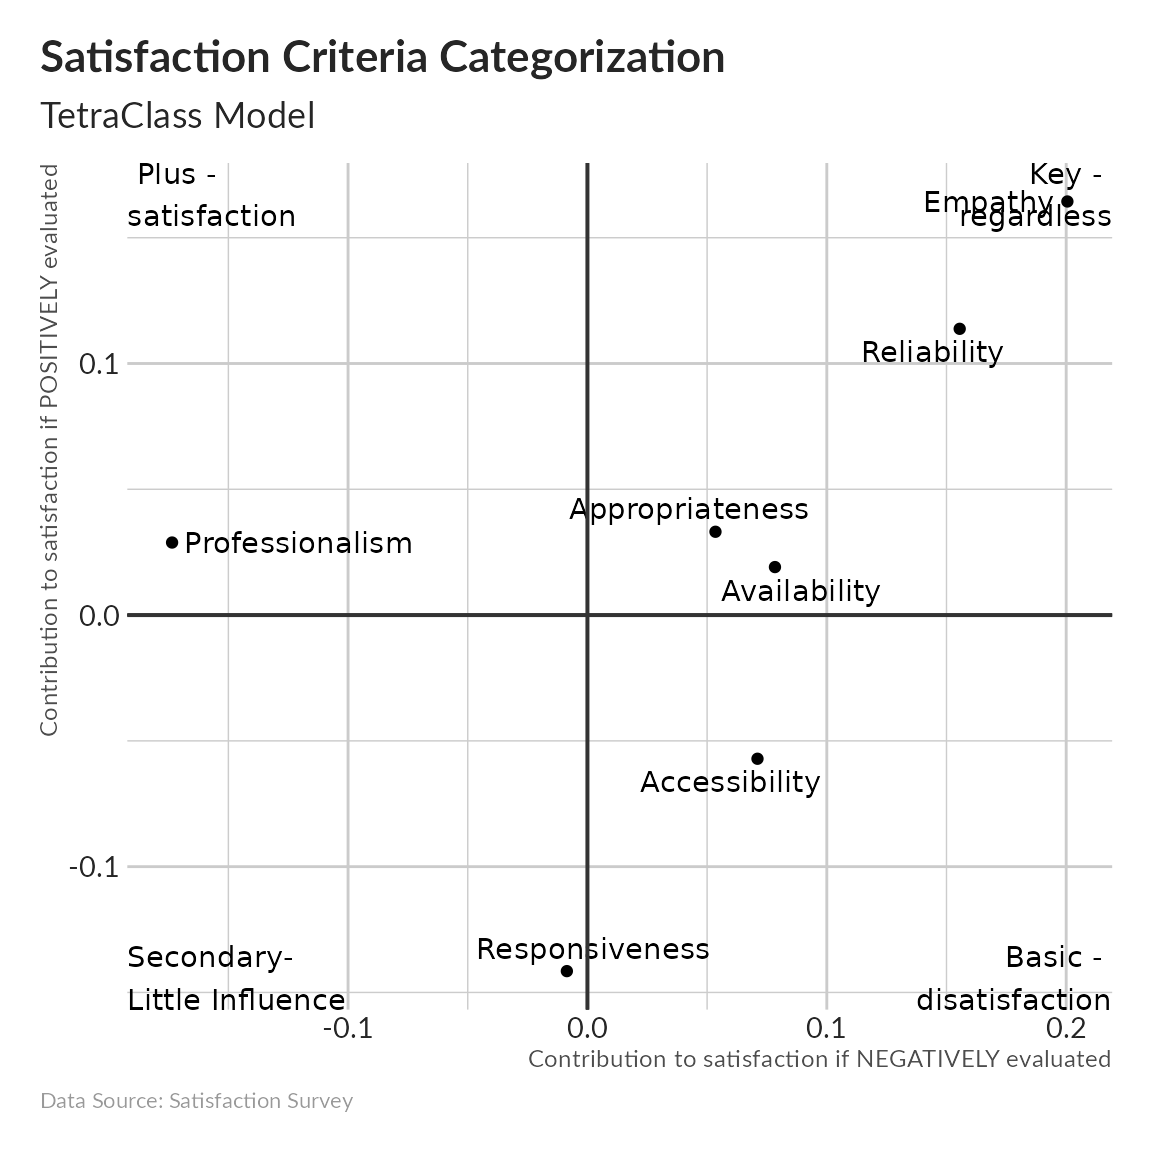 Satisfaction Criteria Categorization
TetraClass Model
Contribution to satisfaction if POSITIVELY evaluated
Plus -
satisfaction
Key -
regardless
Empathy
Reliability
0.1
Appropriateness
Professionalism
Availability
0.0
Accessibility
-0.1
Responsiveness
Secondary-
Little Influence
Basic -
disatisfaction
-0.1
0.0
0.1
0.2
Contribution to satisfaction if NEGATIVELY evaluated
Data Source: Satisfaction Survey